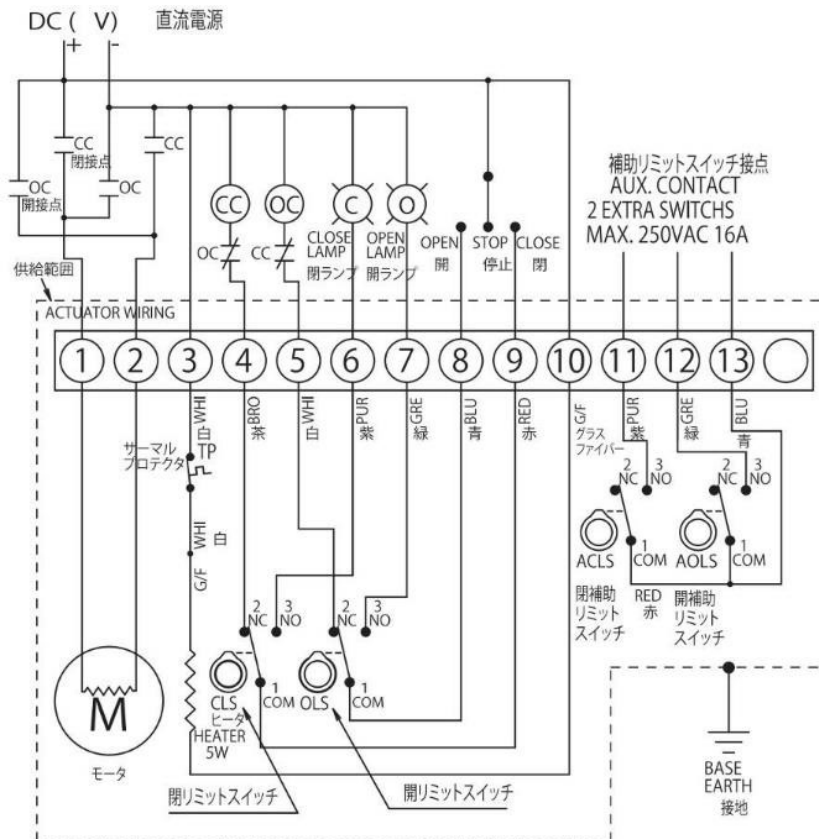 DC ( V) 直流電源
+ -
CC
閉接点
CC
OC
開接点
OC
CC
OC
C
O
OC
CC
CLOSE
LAMP
閉ランプ
OPEN
LAMP
開ランプ
OPEN
開
STOP
停止
CLOSE
閉
補助リミットスイッチ接点
AUX. CONTACT
2 EXTRA SWITCHS
MAX. 250VAC 16A
供給範囲
ACTUATOR WIRING
1 2 3 4 5 6 7 8 9 10 11 12 13
WHI
白
BRO
茶
WHI
白
PUR
紫
GRE
緑
BLU
青
RED
赤
G/F
グラス
ファイバー
PUR
紫
GRE
緑
BLU
青
サーマル
プロテクタ
TP
WHI
白
G/F
2
NC
3
NO
1
COM
ACLS
閉補助
リミット
スイッチ
RED
赤
2
NC
3
NO
1
COM
AOLS
開補助
リミット
スイッチ
2
NC
3
NO
1
COM
CLS
2
NC
3
NO
1
COM
OLS
ヒータ
HEATER
5W
M
モータ
閉リミットスイッチ
開リミットスイッチ
BASE
EARTH
接地